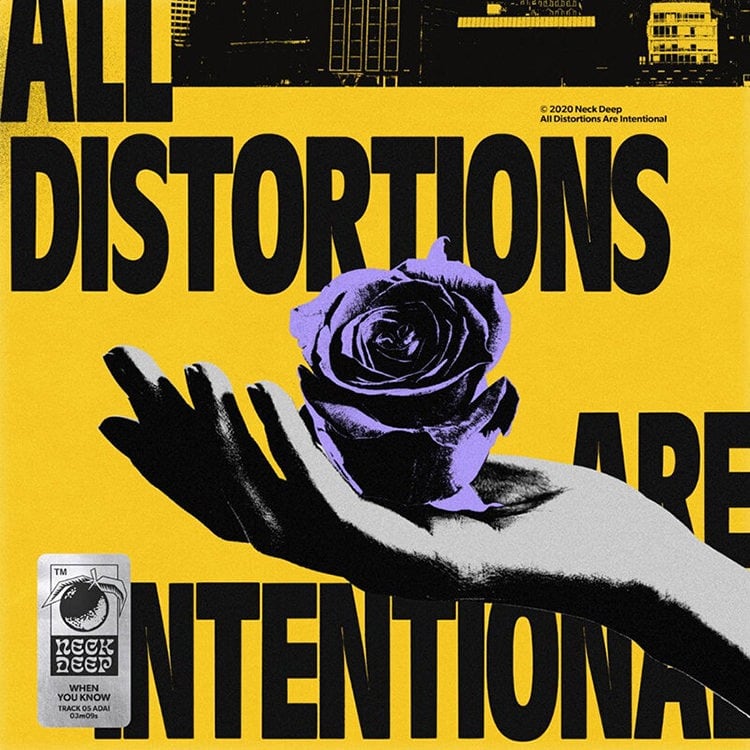 ALL
© 2020 Neck Deep
All Distortions Are Intentional
DISTORTIONS
ARE
INTENTIONAL
TM
NECK
DEEP
WHEN
YOU KNOW
TRACK 05 ADAI
03m09s